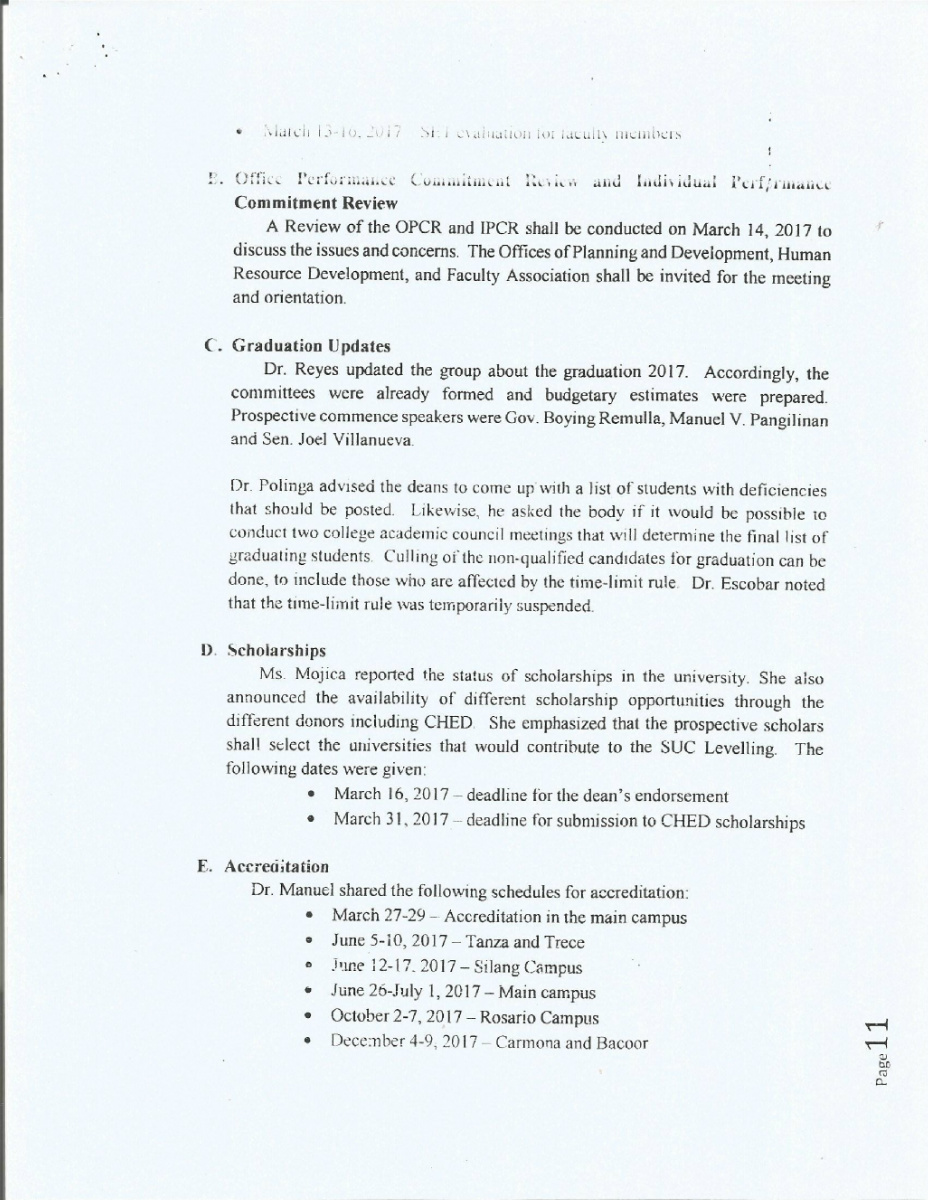 • March 13-16, 2017 – SET evaluation for faculty members
B. Office Performance Commitment Review and Individual Performance
Commitment Review
A Review of the OPCR and IPCR shall be conducted on March 14, 2017 to
discuss the issues and concerns. The Offices of Planning and Development, Human
Resource Development, and Faculty Association shall be invited for the meeting
and orientation.
C. Graduation Updates
Dr. Reyes updated the group about the graduation 2017. Accordingly, the
committees were already formed and budgetary estimates were prepared.
Prospective commence speakers were Gov. Boying Remulla, Manuel V. Pangilinan
and Sen. Joel Villanueva.
Dr. Polinga advised the deans to come up with a list of students with deficiencies
that should be posted. Likewise, he asked the body if it would be possible to
conduct two college academic council meetings that will determine the final list of
graduating students. Culling of the non-qualified candidates for graduation can be
done, to include those who are affected by the time-limit rule. Dr. Escobar noted
that the time-limit rule was temporarily suspended.
D. Scholarships
Ms. Mojica reported the status of scholarships in the university. She also
announced the availability of different scholarship opportunities through the
different donors including CHED. She emphasized that the prospective scholars
shall select the universities that would contribute to the SUC Levelling. The
following dates were given:
• March 16, 2017 – deadline for the dean's endorsement
• March 31, 2017 – deadline for submission to CHED scholarships
E. Accreditation
Dr. Manuel shared the following schedules for accreditation:
• March 27-29 – Accreditation in the main campus
• June 5-10, 2017 – Tanza and Trece
• June 12-17, 2017 – Silang Campus
• June 26-July 1, 2017 – Main campus
• October 2-7, 2017 – Rosario Campus
• December 4-9, 2017 – Carmona and Bacoor
Page 11